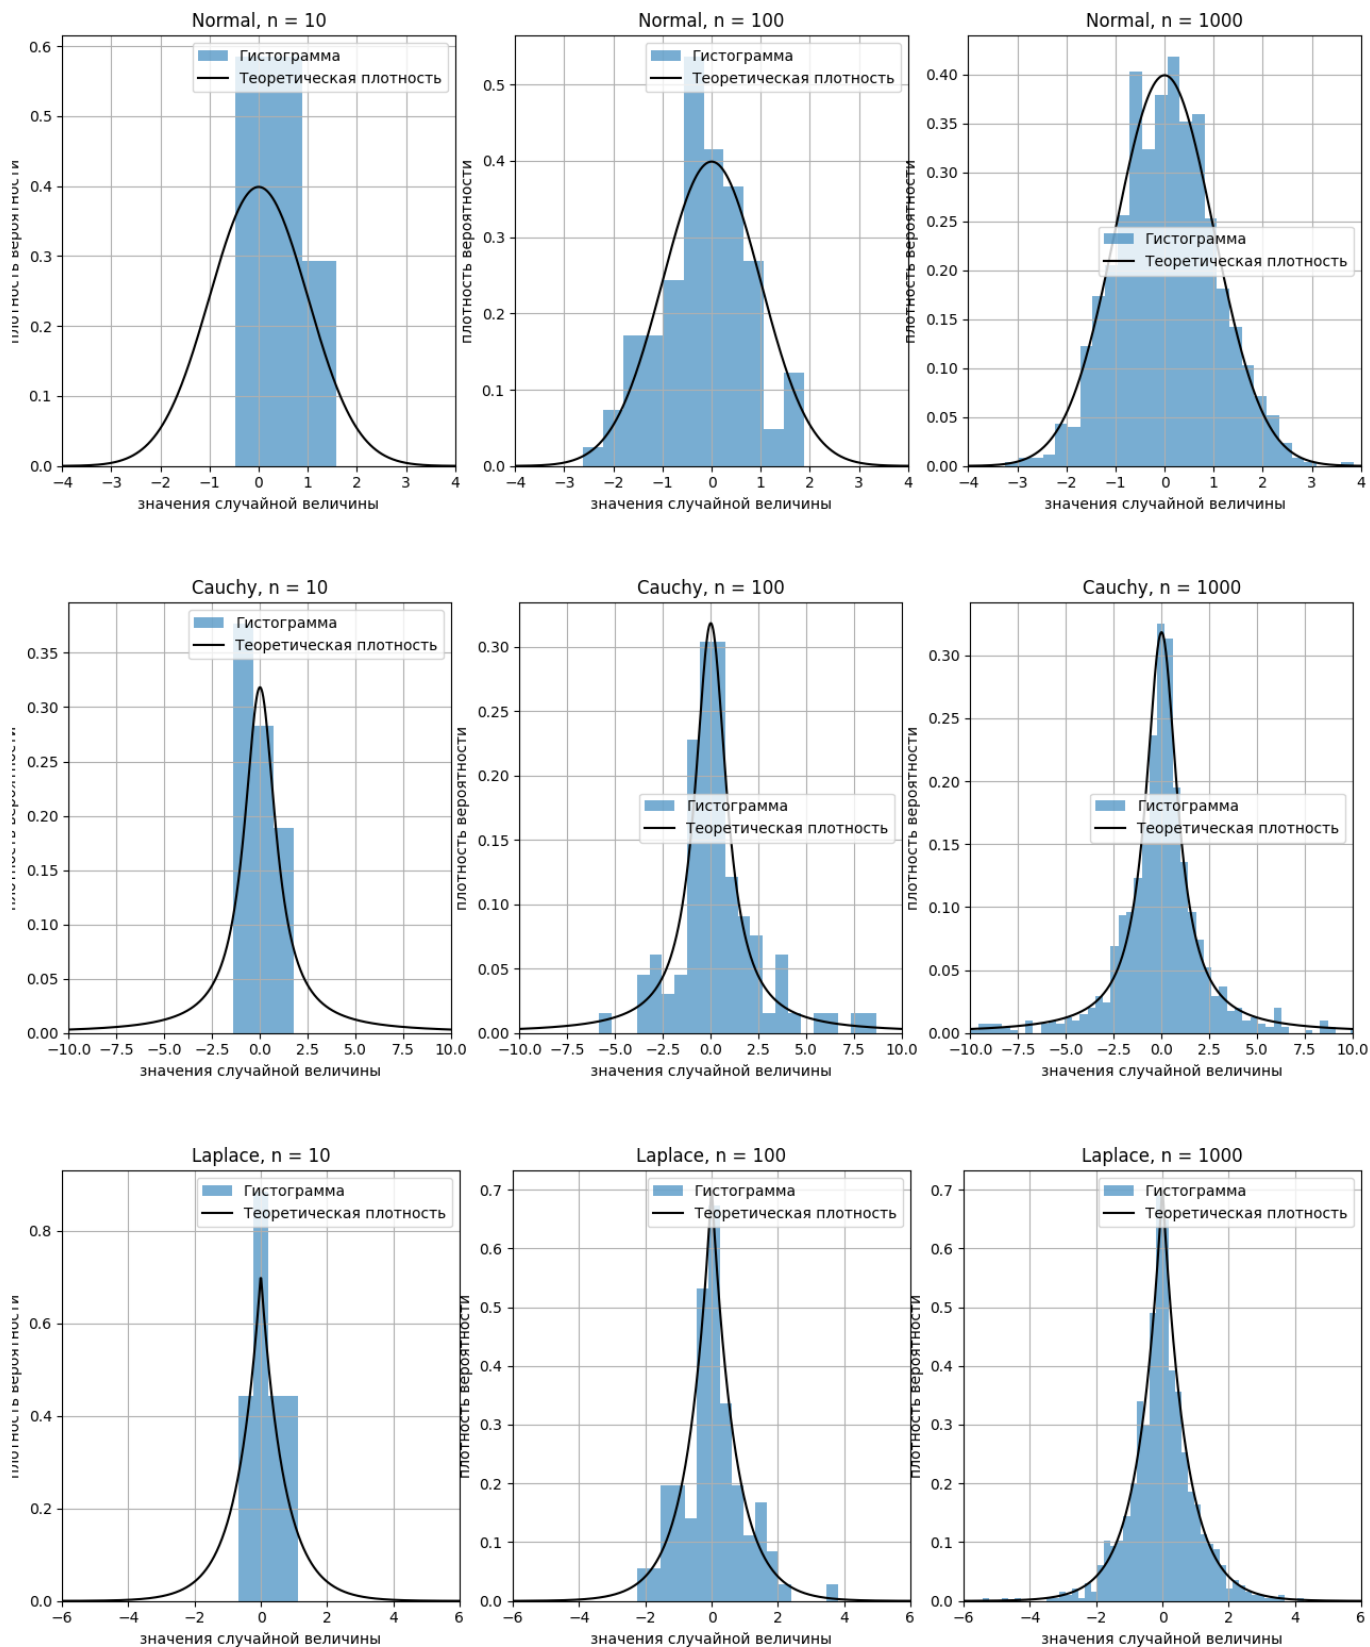 Normal, n = 10
Гистограмма
Теоретическая плотность
0.6
0.5
0.4
0.3
0.2
0.1
0.0
плотность вероятности
−4 −3 −2 −1 0 1 2 3 4
значения случайной величины
Normal, n = 100
Гистограмма
Теоретическая плотность
0.5
0.4
0.3
0.2
0.1
0.0
плотность вероятности
−4 −3 −2 −1 0 1 2 3 4
значения случайной величины
Normal, n = 1000
0.40
0.35
0.30
0.25
0.20
0.15
0.10
0.05
0.00
плотность вероятности
Гистограмма
Теоретическая плотность
−4 −3 −2 −1 0 1 2 3 4
значения случайной величины
Cauchy, n = 10
Гистограмма
Теоретическая плотность
0.35
0.30
0.25
0.20
0.15
0.10
0.05
0.00
плотность вероятности
−10.0 −7.5 −5.0 −2.5 0.0 2.5 5.0 7.5 10.0
значения случайной величины
Cauchy, n = 100
0.30
0.25
0.20
0.15
0.10
0.05
0.00
плотность вероятности
Гистограмма
Теоретическая плотность
−10.0 −7.5 −5.0 −2.5 0.0 2.5 5.0 7.5 10.0
значения случайной величины
Cauchy, n = 1000
0.30
0.25
0.20
0.15
0.10
0.05
0.00
плотность вероятности
Гистограмма
Теоретическая плотность
−10.0 −7.5 −5.0 −2.5 0.0 2.5 5.0 7.5 10.0
значения случайной величины
Laplace, n = 10
Гистограмма
Теоретическая плотность
0.8
0.6
0.4
0.2
0.0
плотность вероятности
−6 −4 −2 0 2 4 6
значения случайной величины
Laplace, n = 100
Гистограмма
Теоретическая плотность
0.7
0.6
0.5
0.4
0.3
0.2
0.1
0.0
плотность вероятности
−6 −4 −2 0 2 4 6
значения случайной величины
Laplace, n = 1000
Гистограмма
Теоретическая плотность
0.7
0.6
0.5
0.4
0.3
0.2
0.1
0.0
плотность вероятности
−6 −4 −2 0 2 4 6
значения случайной величины